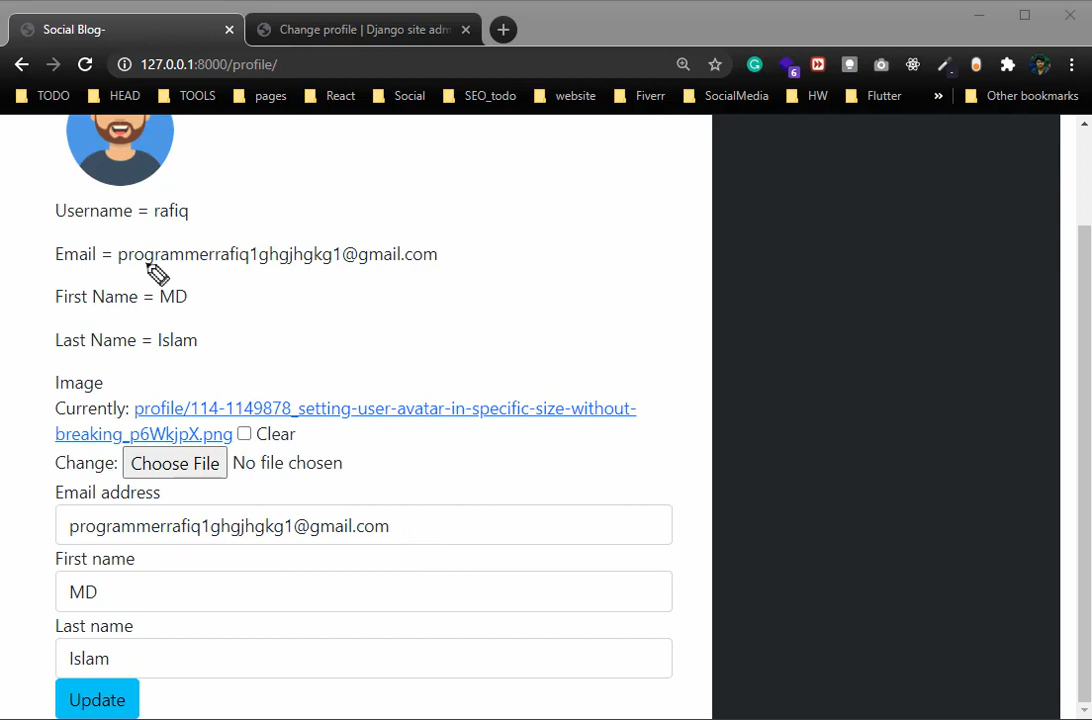 Social Blog-
Change profile | Django site adm
127.0.0.1:8000/profile/
6
TODO HEAD TOOLS pages React Social SEO_todo website Fiverr SocialMedia HW Flutter » Other bookmarks
Username = rafiq
Email = programmerrafiq1ghgjhgkg1@gmail.com
First Name = MD
Last Name = Islam
Image
Currently: profile/114-1149878_setting-user-avatar-in-specific-size-without-
breaking_p6WkjpX.png Clear
Change: Choose File No file chosen
Email address
programmerrafiq1ghgjhgkg1@gmail.com
First name
MD
Last name
Islam
Update